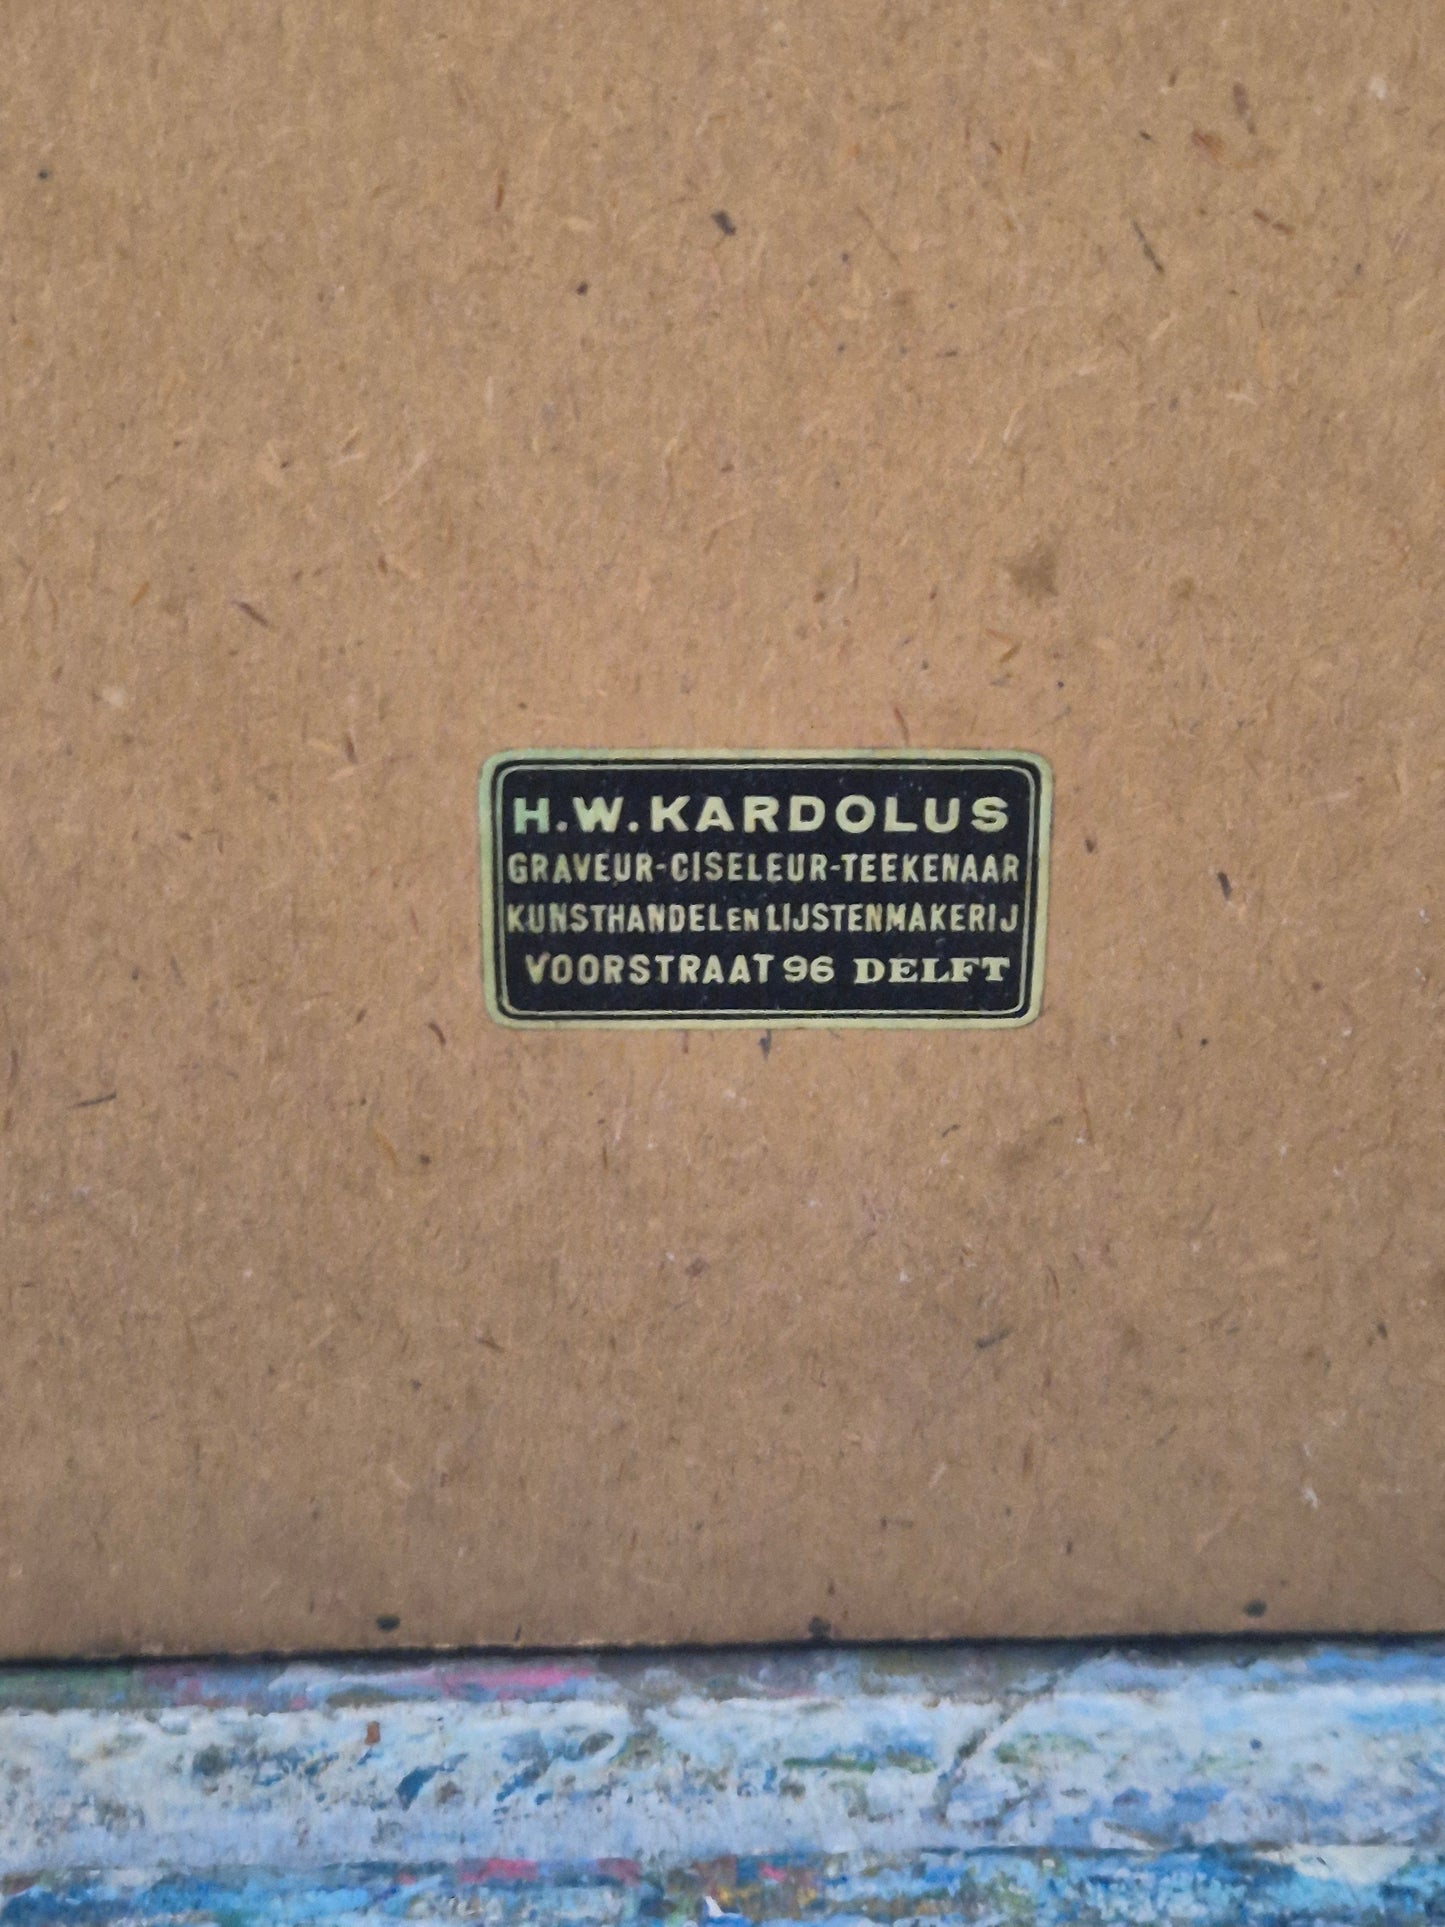 H.W. KARDOLUS
GRAVEUR-CISELEUR-TEEKENAAR
KUNSTHANDEL EN LIJSTENMAKERIJ
VOORSTRAAT 96 DELFT